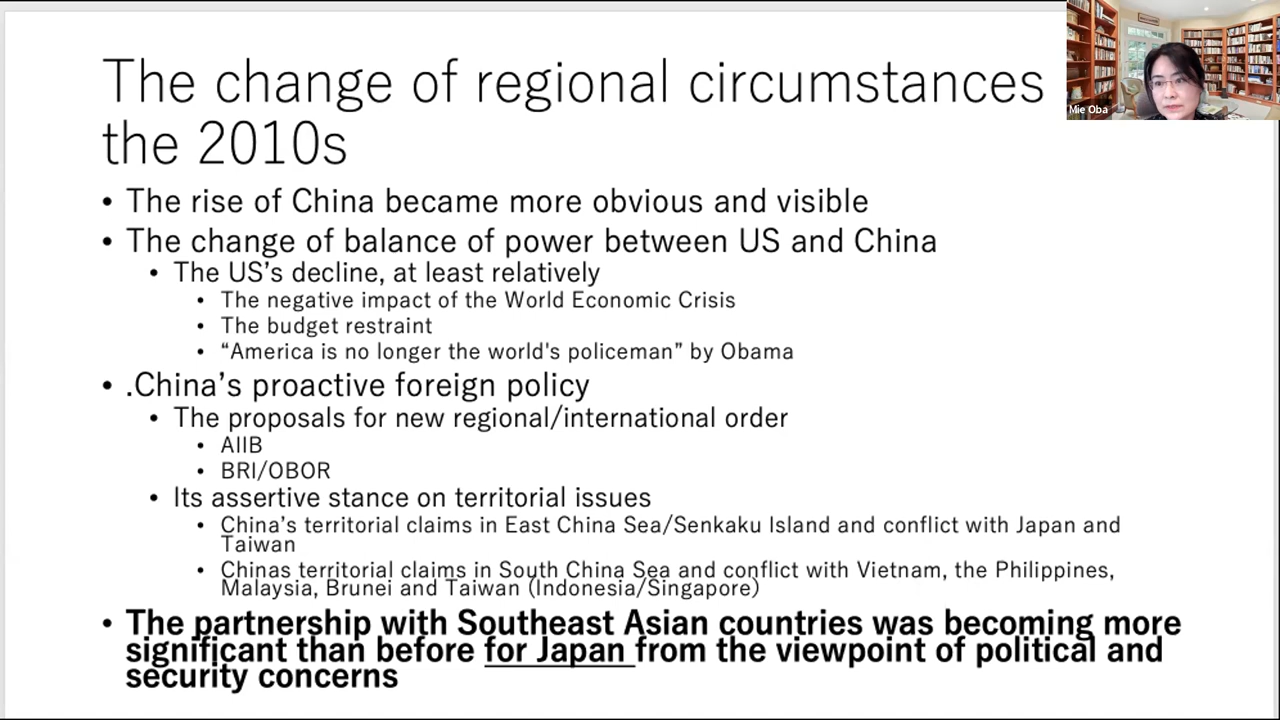 The change of regional circumstances
the 2010s
Mie Oba
• The rise of China became more obvious and visible
• The change of balance of power between US and China
• The US’s decline, at least relatively
• The negative impact of the World Economic Crisis
• The budget restraint
• “America is no longer the world's policeman” by Obama
• .China’s proactive foreign policy
• The proposals for new regional/international order
• AIIB
• BRI/OBOR
• Its assertive stance on territorial issues
• China’s territorial claims in East China Sea/Senkaku Island and conflict with Japan and
Taiwan
• Chinas territorial claims in South China Sea and conflict with Vietnam, the Philippines,
Malaysia, Brunei and Taiwan (Indonesia/Singapore)
• The partnership with Southeast Asian countries was becoming more
significant than before for Japan from the viewpoint of political and
security concerns